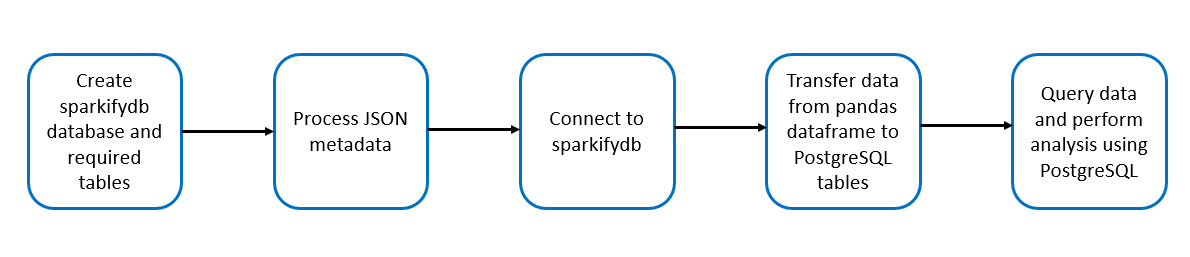 Create
sparkifydb
database and
required
tables
Process JSON
metadata
Connect to
sparkifydb
Transfer data
from pandas
dataframe to
PostgreSQL
tables
Query data
and perform
analysis using
PostgreSQL